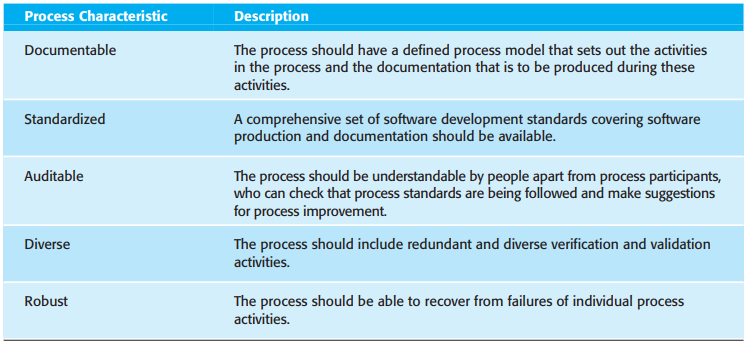 Process Characteristic Description
Documentable The process should have a defined process model that sets out the activities
in the process and the documentation that is to be produced during these
activities.
Standardized A comprehensive set of software development standards covering software
production and documentation should be available.
Auditable The process should be understandable by people apart from process participants,
who can check that process standards are being followed and make suggestions
for process improvement.
Diverse The process should include redundant and diverse verification and validation
activities.
Robust The process should be able to recover from failures of individual process
activities.